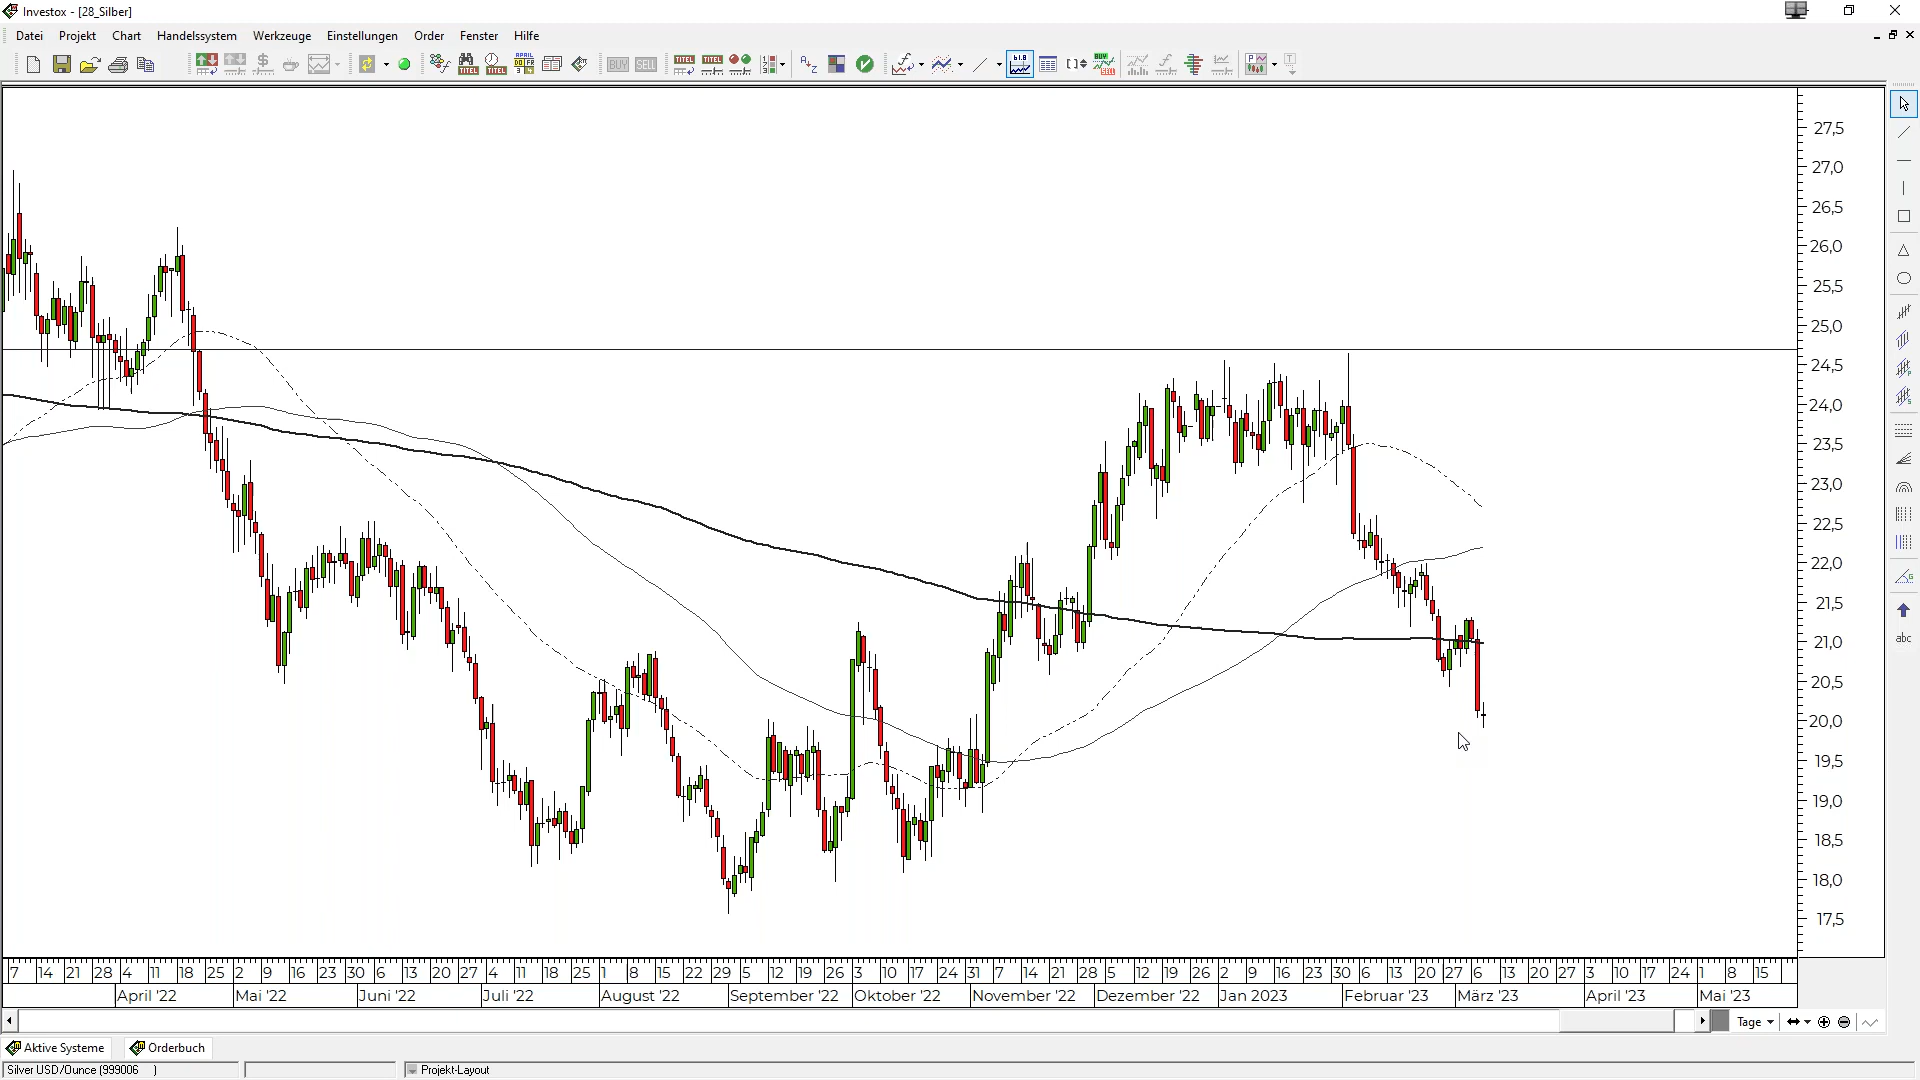 Investox - [28_Silber]
Datei Projekt Chart Handelssystem Werkzeuge Einstellungen Order Fenster Hilfe
BUY SELL
27,5
27,0
26,5
26,0
25,5
25,0
24,5
24,0
23,5
23,0
22,5
22,0
21,5
21,0
20,5
20,0
19,5
19,0
18,5
18,0
17,5
abc
7 14 21 28 4 11 18 25 2 9 16 23 30 6 13 20 27 4 11 18 25 1 8 15 22 29 5 12 19 26 3 10 17 24 31 7 14 21 28 5 12 19 26 2 9 16 23 30 6 13 20 27 6 13 20 27 3 10 17 24 1 8 15
April '22 Mai '22 Juni '22 Juli '22 August '22 September '22 Oktober '22 November '22 Dezember '22 Jan 2023 Februar '23 März '23 April '23 Mai '23
Tage
Aktive Systeme Orderbuch
Silver USD/Ounce (999006 ) Projekt-Layout